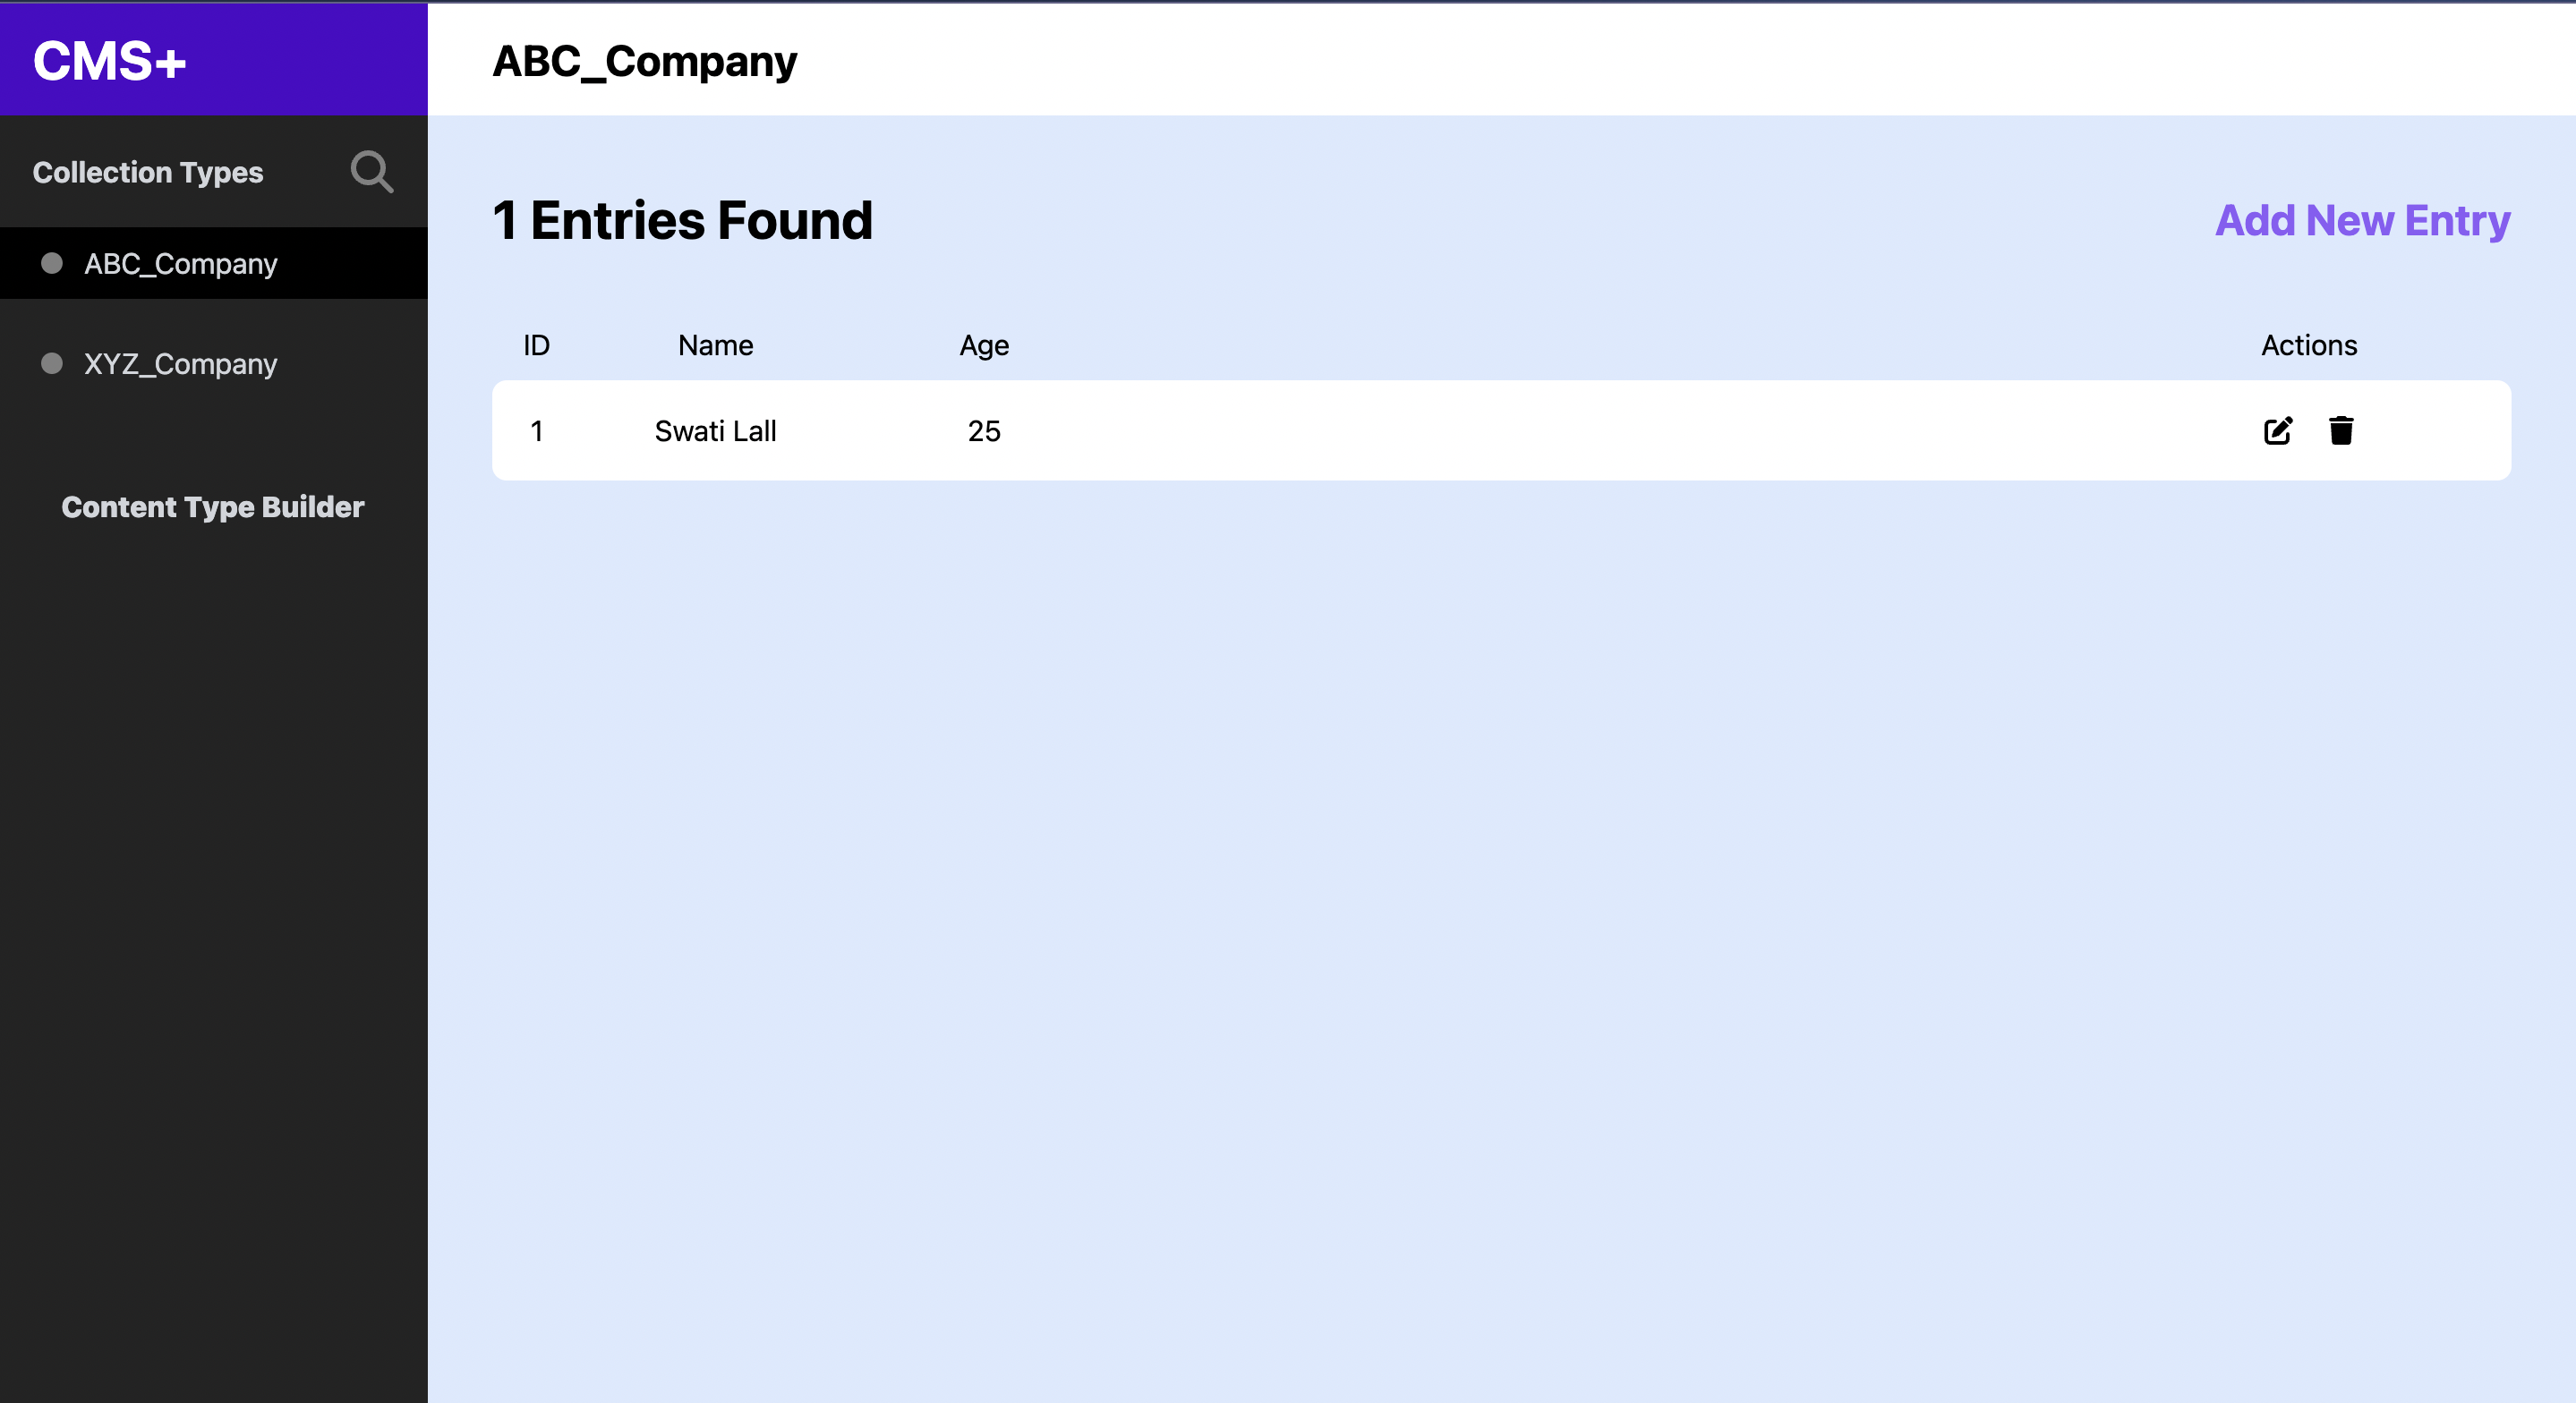 CMS+
ABC_Company
Collection Types
ABC_Company
XYZ_Company
Content Type Builder
1 Entries Found
Add New Entry
ID Name Age Actions
1 Swati Lall 25